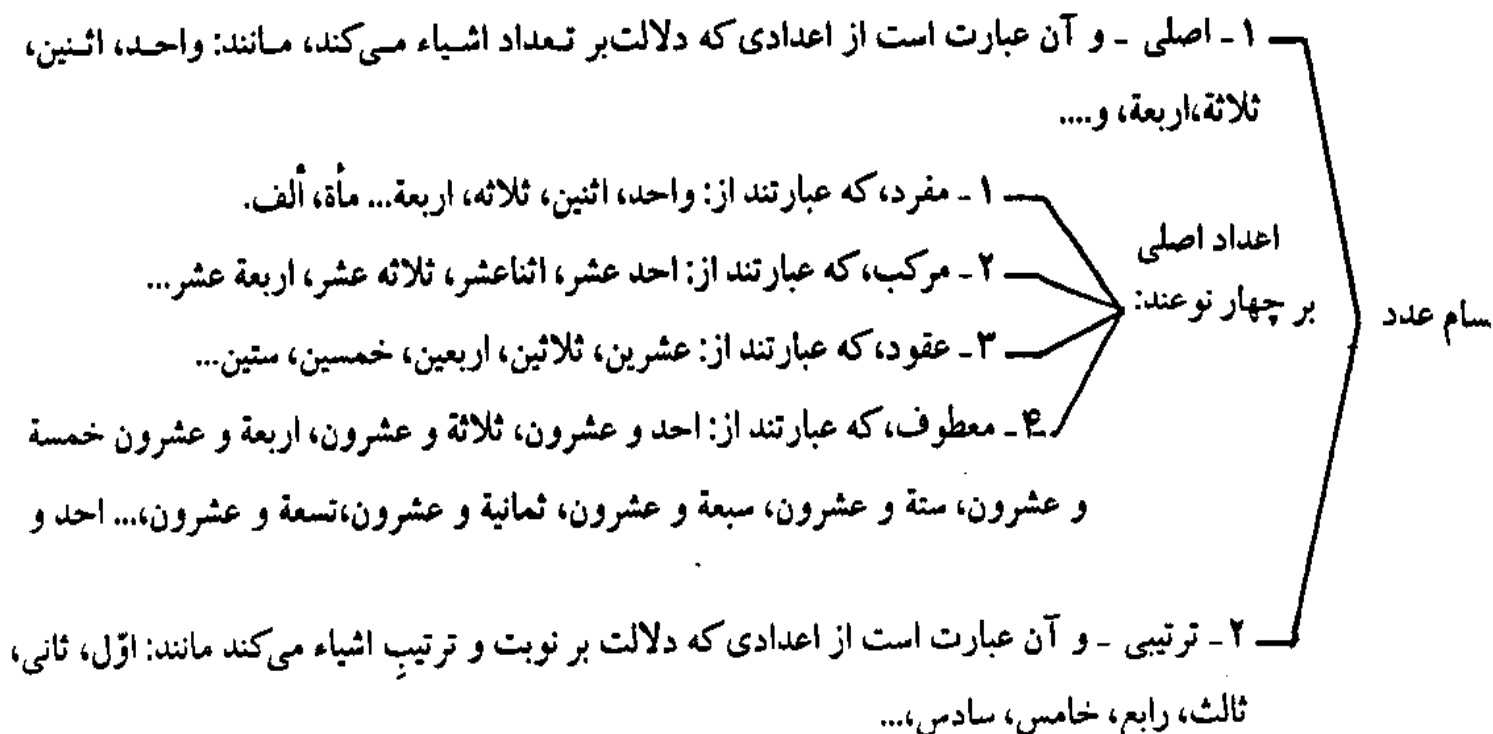 ۱ ـ اصلی ـ و آن عبارت است از اعدادی که دلالت بر تعداد اشیاء می‌کند، مانند: واحد، اثنین،
ثلاثة، اربعة، و....
۱ ـ مفرد، که عبارتند از: واحد، اثنین، ثلاثه، اربعة... مأة، ألف.
اعداد اصلی
۲ ـ مرکب، که عبارتند از: احد عشر، اثناعشر، ثلاثه عشر، اربعة عشر...
سام عدد
بر چهار نوعند:
۳ ـ عقود، که عبارتند از: عشرین، ثلاثین، اربعین، خمسین، ستین...
۴ ـ معطوف، که عبارتند از: احد و عشرون، ثلاثة و عشرون، اربعة و عشرون خمسة
و عشرون، ستة و عشرون، سبعة و عشرون، ثمانیة و عشرون، تسعة و عشرون،... احد و
۲ ـ ترتیبی ـ و آن عبارت است از اعدادی که دلالت بر نوبت و ترتیبِ اشیاء می‌کند مانند: اوّل، ثانی،
ثالث، رابع، خامس، سادس،...